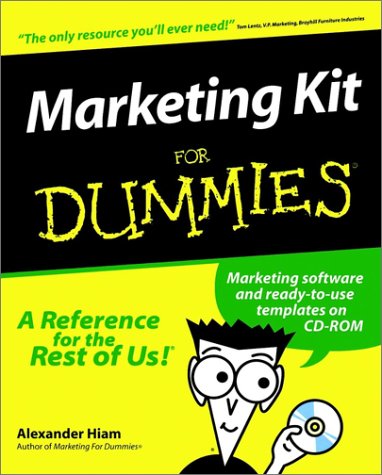 "The only resource you'll ever need!" Tom Lentz, V.P. Marketing, Broyhill Furniture Industries
Marketing Kit
FOR
DUMMIES®
Marketing software
and ready-to-use
templates on
CD-ROM
A Reference
for the
Rest of Us!®
Alexander Hiam
Author of Marketing For Dummies®